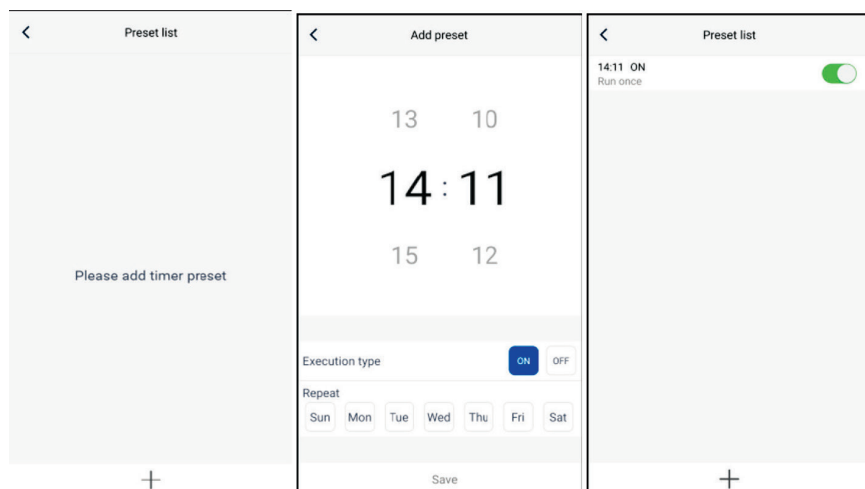 Preset list
Please add timer preset
Add preset
13 10
14 : 11
15 12
Execution type ON OFF
Repeat
Sun Mon Tue Wed Thu Fri Sat
Save
Preset list
14:11 ON
Run once